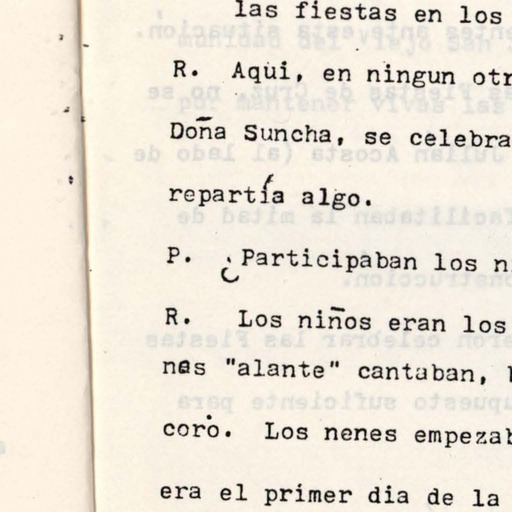 las fiestas en los
R. Aqui, en ningun otr
Doña Suncha, se celebra
repartía algo.
P. ¿Participaban los n
R. Los niños eran los
nes "alante" cantaban,
coro. Los nenes empezab
era el primer dia de la